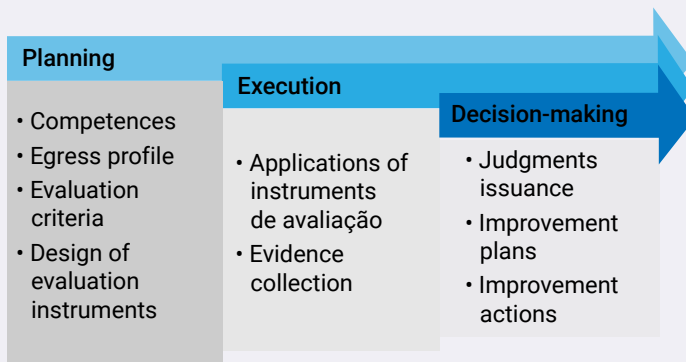 Planning
• Competences
• Egress profile
• Evaluation
criteria
• Design of
evaluation
instruments
Execution
• Applications of
instruments
de avaliação
• Evidence
collection
Decision-making
• Judgments
issuance
• Improvement
plans
• Improvement
actions